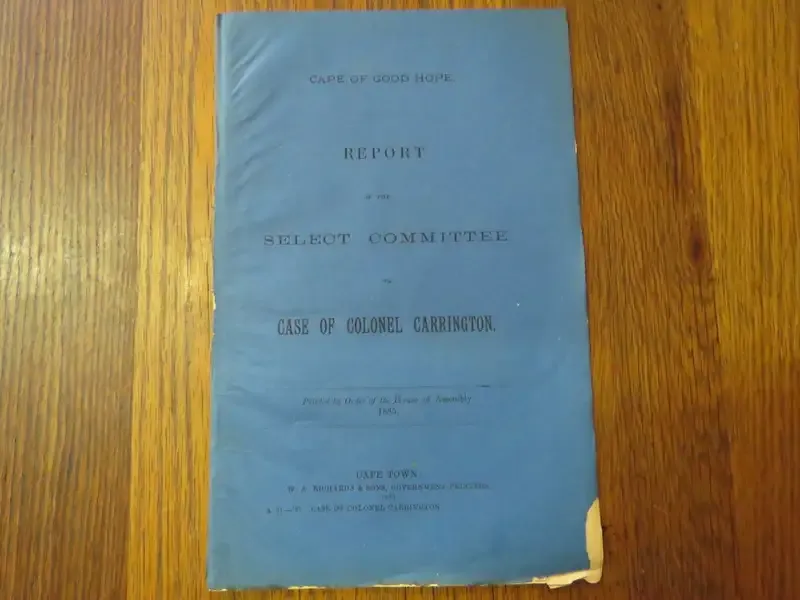 CAPE OF GOOD HOPE.
REPORT
OF THE
SELECT COMMITTEE
ON
CASE OF COLONEL CARRINGTON.
Printed by Order of the House of Assembly
1885.
CAPE TOWN:
W. A. RICHARDS & SONS, GOVERNMENT PRINTERS.
CASE OF COLONEL CARRINGTON.